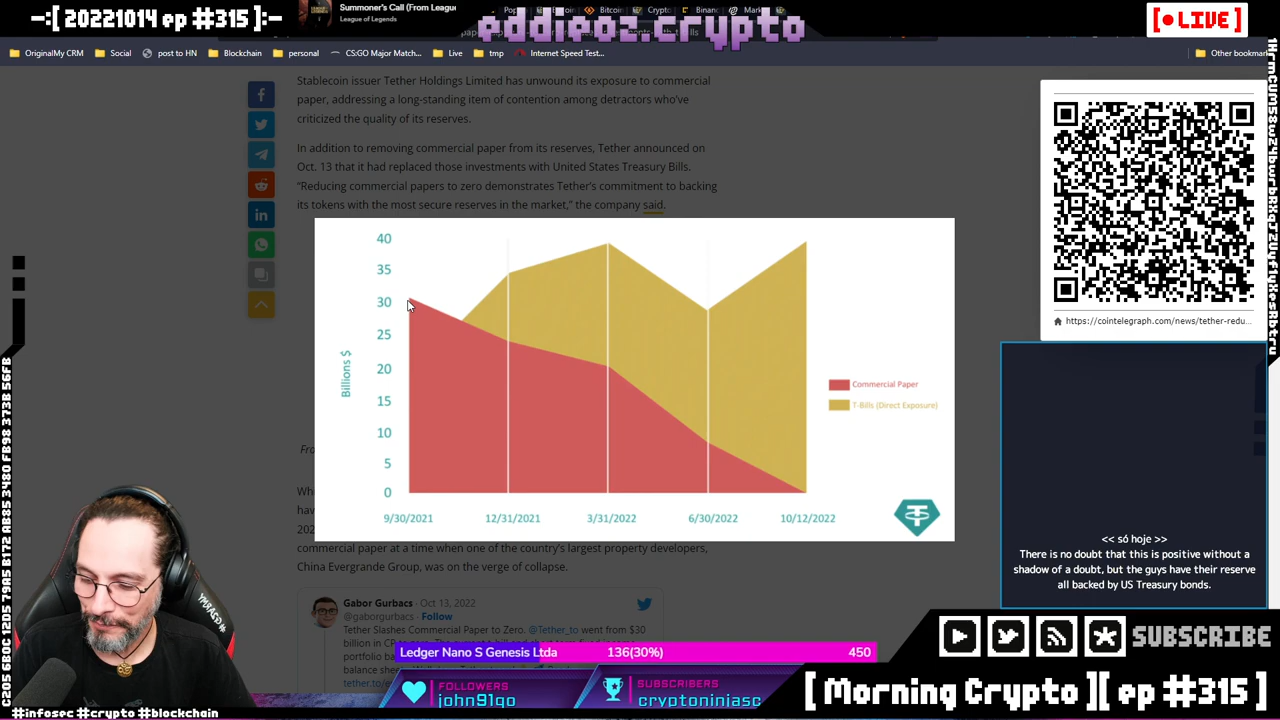 -:[ 20221014 ep #315]:-
Summoner's Call (From League
League of Legends
eddieoz.crypto
[●LIVE]
OriginalMy CRM
Social
post to HN
Blockchain
personal
CS:GO Major Match...
Live
tmp
Internet Speed Test...
Other bookmar
Stablecoin issuer Tether Holdings Limited has unwound its exposure to commercial
paper, addressing a long-standing item of contention among detractors who've
criticized the quality of its reserves.
In addition to removing commercial paper from its reserves, Tether announced on
Oct. 13 that it had replaced those investments with United States Treasury Bills.
“Reducing commercial papers to zero demonstrates Tether's commitment to backing
its tokens with the most secure reserves in the market,” the company said.
40
35
30
25
20
15
10
5
0
Billions $
9/30/2021
12/31/2021
3/31/2022
6/30/2022
10/12/2022
Commercial Paper
T-Bills (Direct Exposure)
https://cointelegraph.com/news/tether-redu...
<< só hoje >>
There is no doubt that this is positive without a
shadow of a doubt, but the guys have their reserve
all backed by US Treasury bonds.
commercial paper at a time when one of the country's largest property developers,
China Evergrande Group, was on the verge of collapse.
Gabor Gurbacs · Oct 13, 2022
@gaborgurbacs · Follow
Tether Slashes Commercial Paper to Zero. @Tether_to went from $30
Ledger Nano S Genesis Ltda
136(30%)
450
FOLLOWERS
john91qo
SUBSCRIBERS
cryptoninjasc
SUBSCRIBE
[ Morning Crypto ][ ep #315 ]
#infosec #crypto #blockchain